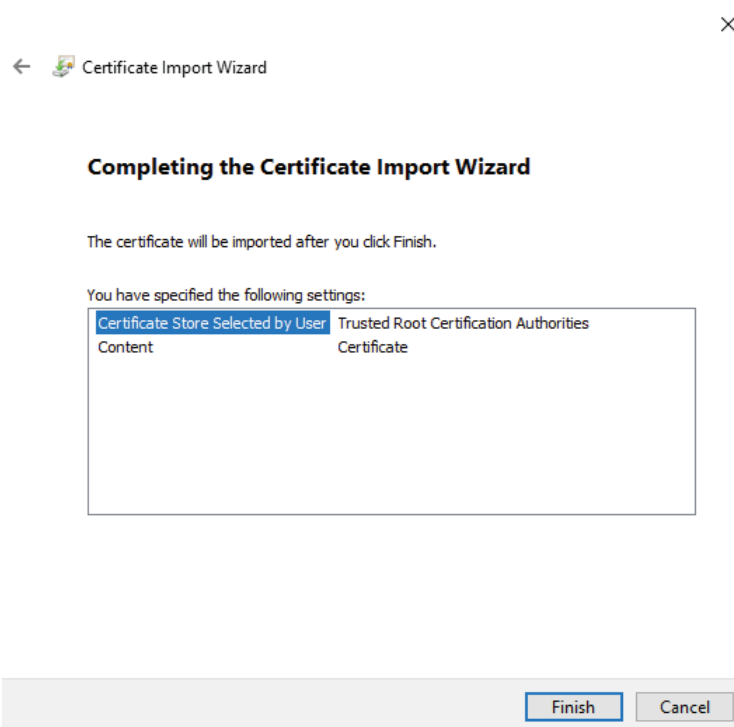 Certificate Import Wizard
Completing the Certificate Import Wizard
The certificate will be imported after you click Finish.
You have specified the following settings:
Certificate Store Selected by User Trusted Root Certification Authorities
Content Certificate
Finish Cancel